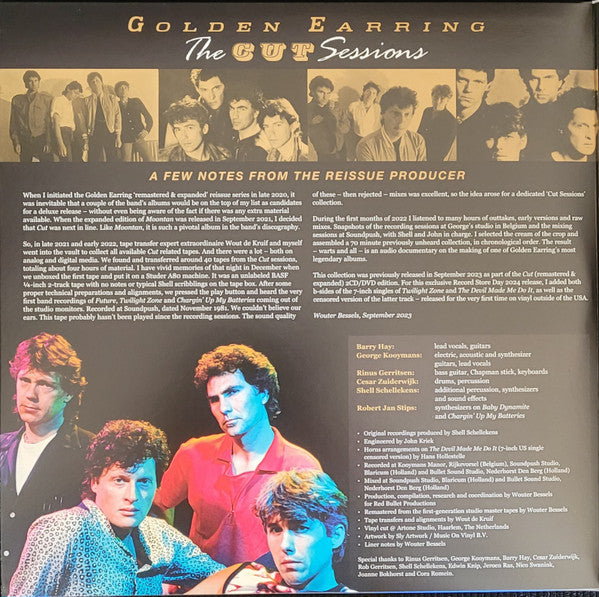 GOLDEN EARRING
The CUT Sessions
A FEW NOTES FROM THE REISSUE PRODUCER
When I initiated the Golden Earring 'remastered & expanded' reissue series in late 2020, it
was inevitable that a couple of the band's albums would be on the top of my list as candidates
for a deluxe release – without even being aware of the fact if there was any extra material
available. When the expanded edition of Moontan was released in September 2021, I decided
that Cut was next in line. Like Moontan, it is such a pivotal album in the band's discography.
So, in late 2021 and early 2022, tape transfer expert extraordinaire Wout de Kruif and myself
went into the vault to collect all available Cut related tapes. And there were a lot – both on
analog and digital media. We found and transferred around 40 tapes from the Cut sessions,
totaling about four hours of material. I have vivid memories of that night in December when
we unboxed the first tape and put it on a Studer A80 machine. It was an unlabeled BASF
¼-inch 2-track tape with no notes or typical Shell scribblings on the tape box. After some
proper technical preparations and alignments, we pressed the play button and heard the very
first band recordings of Future, Twilight Zone and Chargin' Up My Batteries coming out of
the studio monitors. Recorded at Soundpush, dated November 1981. We couldn't believe our
ears. This tape probably hasn't been played since the recording sessions. The sound quality
of these – then rejected – mixes was excellent, so the idea arose for a dedicated 'Cut Sessions'
collection.
During the first months of 2022 I listened to many hours of outtakes, early versions and raw
mixes. Snapshots of the recording sessions at George's studio in Belgium and the mixing
sessions at Soundpush, with Shell and John in charge. I selected the cream of the crop and
assembled a 70 minute previously unheard collection, in chronological order. The result
– warts and all – is an audio documentary on the making of one of Golden Earring's most
legendary albums.
This collection was previously released in September 2023 as part of the Cut (remastered &
expanded) 2CD/DVD edition. For this exclusive Record Store Day 2024 release, I added both
b-sides of the 7-inch singles of Twilight Zone and The Devil Made Me Do It, as well as the
censored version of the latter track – released for the very first time on vinyl outside of the USA.
Wouter Bessels, September 2023
Barry Hay: lead vocals, guitars
George Kooymans: electric, acoustic and synthesizer
guitars, lead vocals
Rinus Gerritsen: bass guitar, Chapman stick, keyboards
Cesar Zuiderwijk: drums, percussion
Shell Schellekens: additional percussion, synthesizers
and sound effects
Robert Jan Stips: synthesizers on Baby Dynamite
and Chargin' Up My Batteries
• Original recordings produced by Shell Schellekens
• Engineered by John Kriek
• Horns arrangements on The Devil Made Me Do It (7-inch US single
censored version) by Hans Hollestelle
• Recorded at Kooymans Manor, Rijkevorsel (Belgium), Soundpush Studio,
Blaricum (Holland) and Bullet Sound Studio, Nederhorst Den Berg (Holland)
• Mixed at Soundpush Studio, Blaricum (Holland) and Bullet Sound Studio,
Nederhorst Den Berg (Holland)
• Production, compilation, research and coordination by Wouter Bessels
for Red Bullet Productions
• Remastered from the first-generation studio master tapes by Wouter Bessels
• Tape transfers and alignments by Wout de Kruif
• Vinyl cut @ Artone Studio, Haarlem, The Netherlands
• Artwork by Sly Artwork / Music On Vinyl B.V.
• Liner notes by Wouter Bessels
Special thanks to Rinus Gerritsen, George Kooymans, Barry Hay, Cesar Zuiderwijk,
Rob Gerritsen, Shell Schellekens, Edwin Knip, Jeroen Ras, Nico Swanink,
Joanne Bokhorst and Cora Romein.